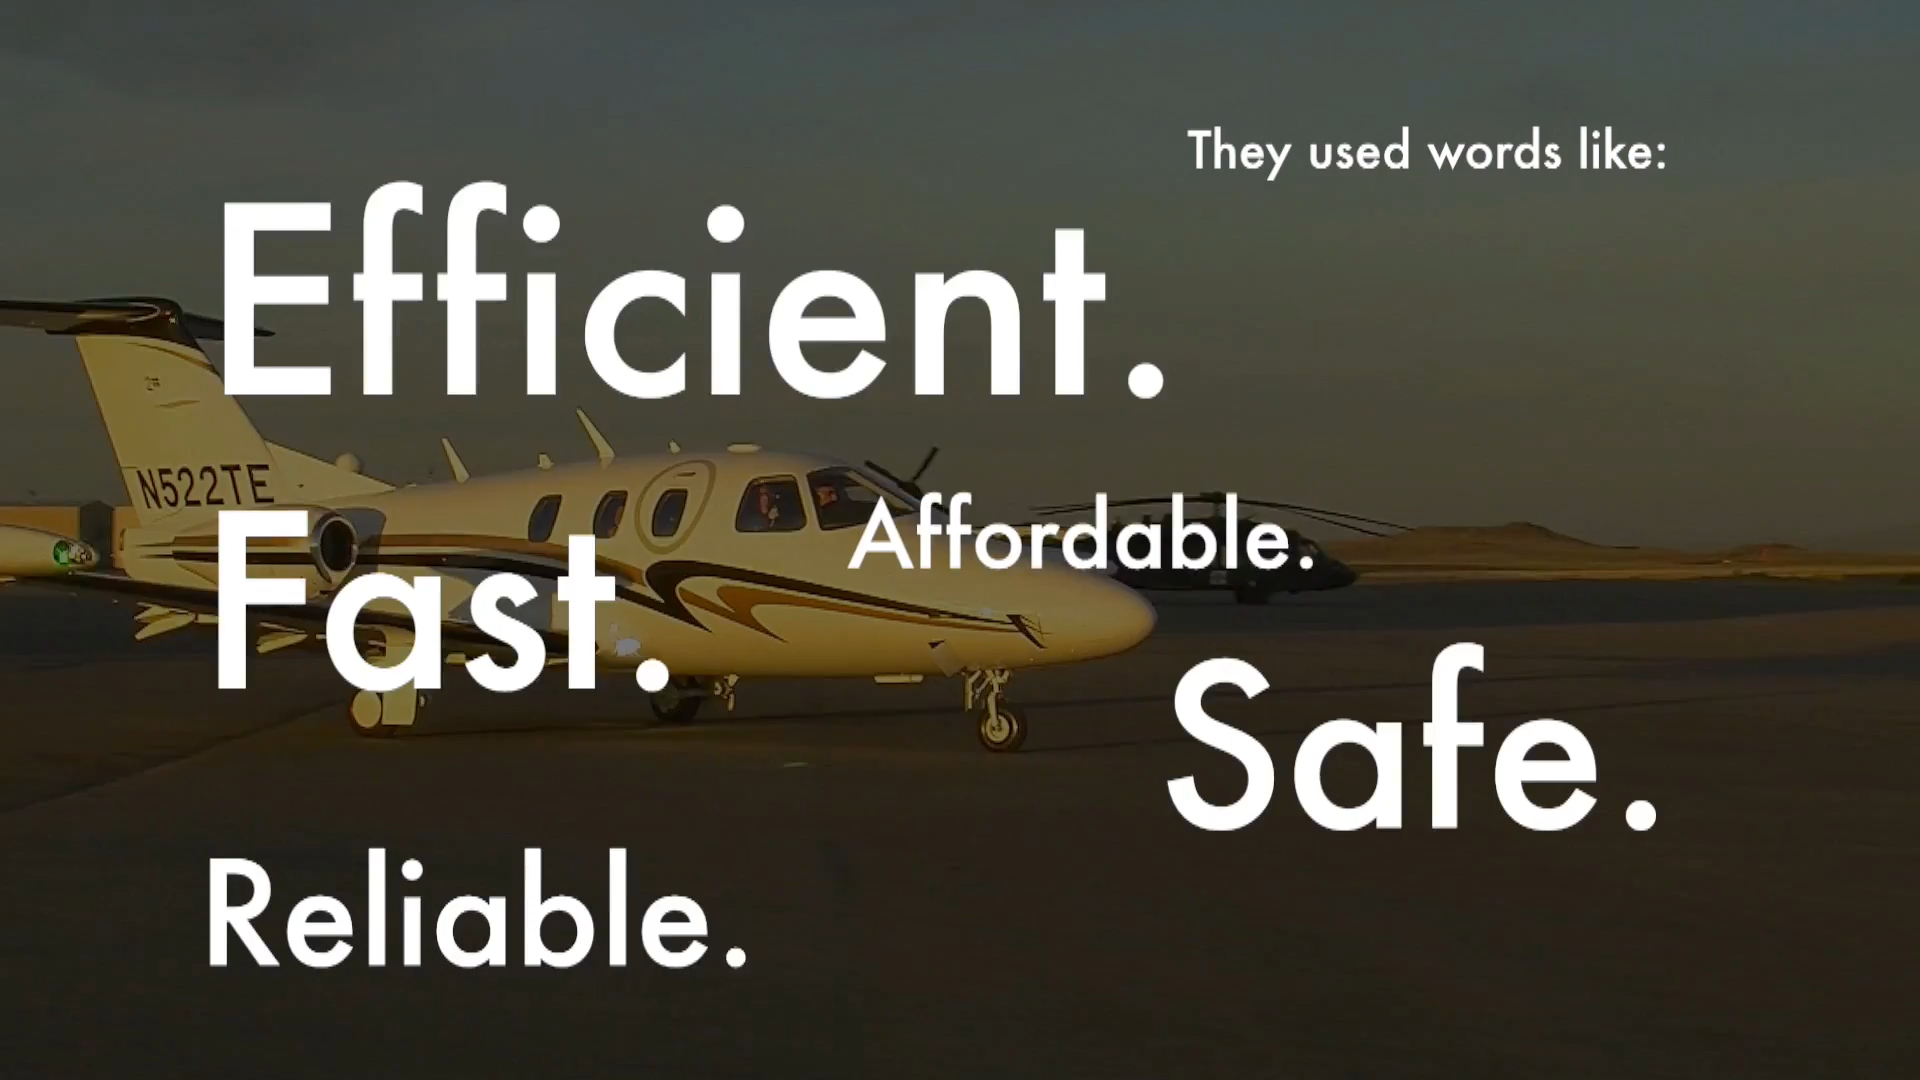 They used words like:
Efficient.
N522TE
Fast.
Affordable.
Safe.
Reliable.